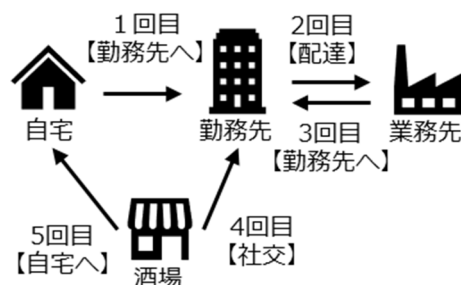 1回目
【勤務先へ】
2回目
【配達】
自宅
勤務先
業務先
3回目
【勤務先へ】
5回目
【自宅へ】
4回目
【社交】
酒場